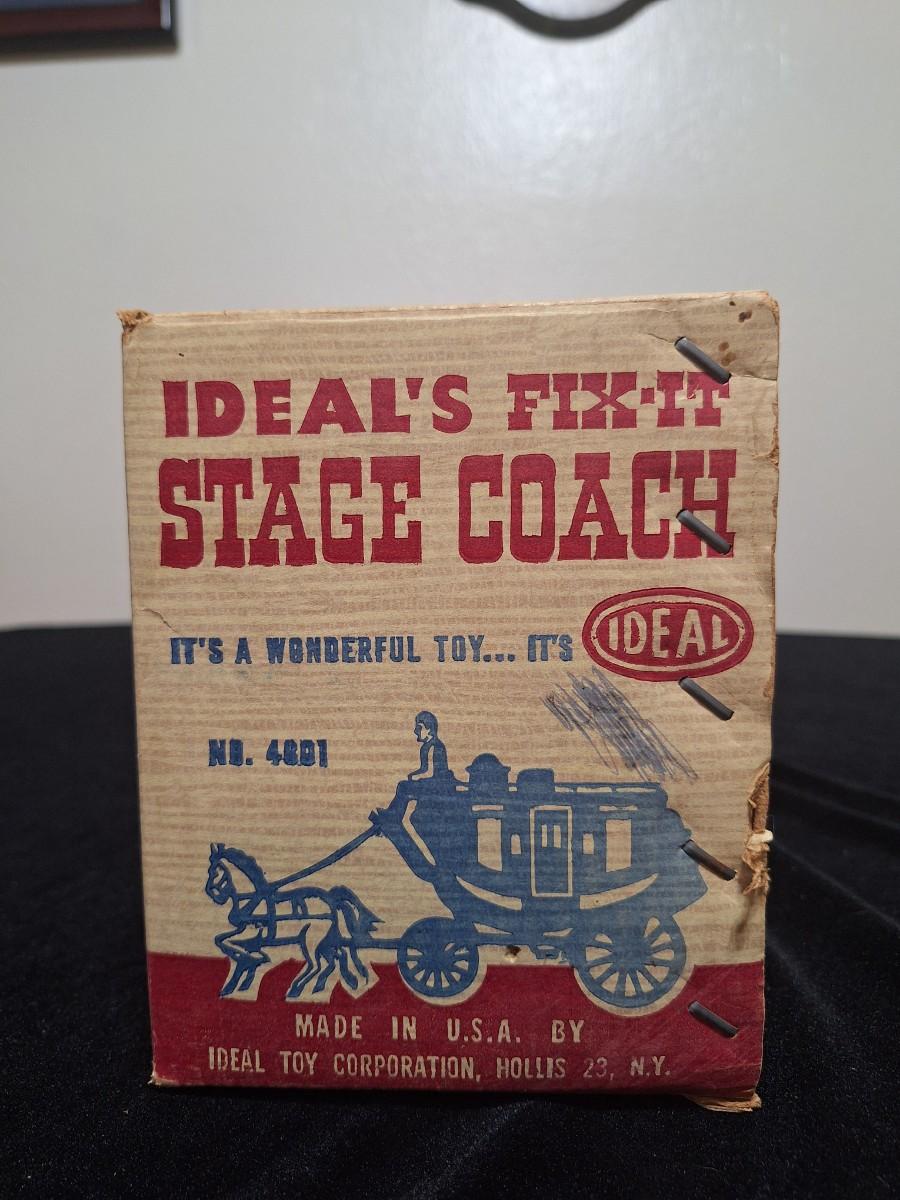 IDEAL'S FIX-IT
STAGE COACH
IT'S A WONDERFUL TOY... IT'S IDEAL
NO. 4801
MADE IN U.S.A. BY
IDEAL TOY CORPORATION, HOLLIS 23, N.Y.